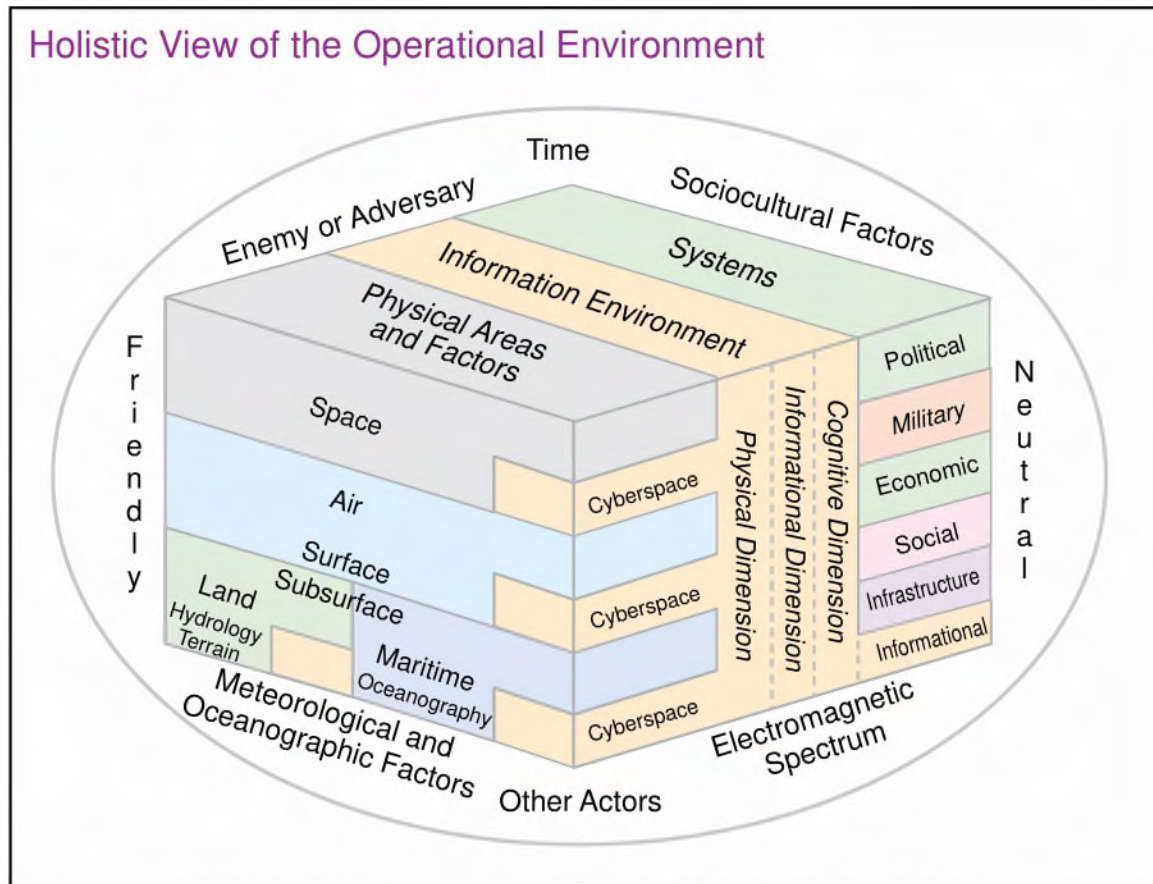 Holistic View of the Operational Environment
Time
Enemy or Adversary
Sociocultural Factors
Systems
Information Environment
Physical Areas
and Factors
Friendly
Neutral
Space
Air
Surface
Subsurface
Land
Hydrology
Terrain
Maritime
Oceanography
Cyberspace
Cyberspace
Cyberspace
Physical Dimension
Informational Dimension
Cognitive Dimension
Political
Military
Economic
Social
Infrastructure
Informational
Meteorological and
Oceanographic Factors
Electromagnetic
Spectrum
Other Actors